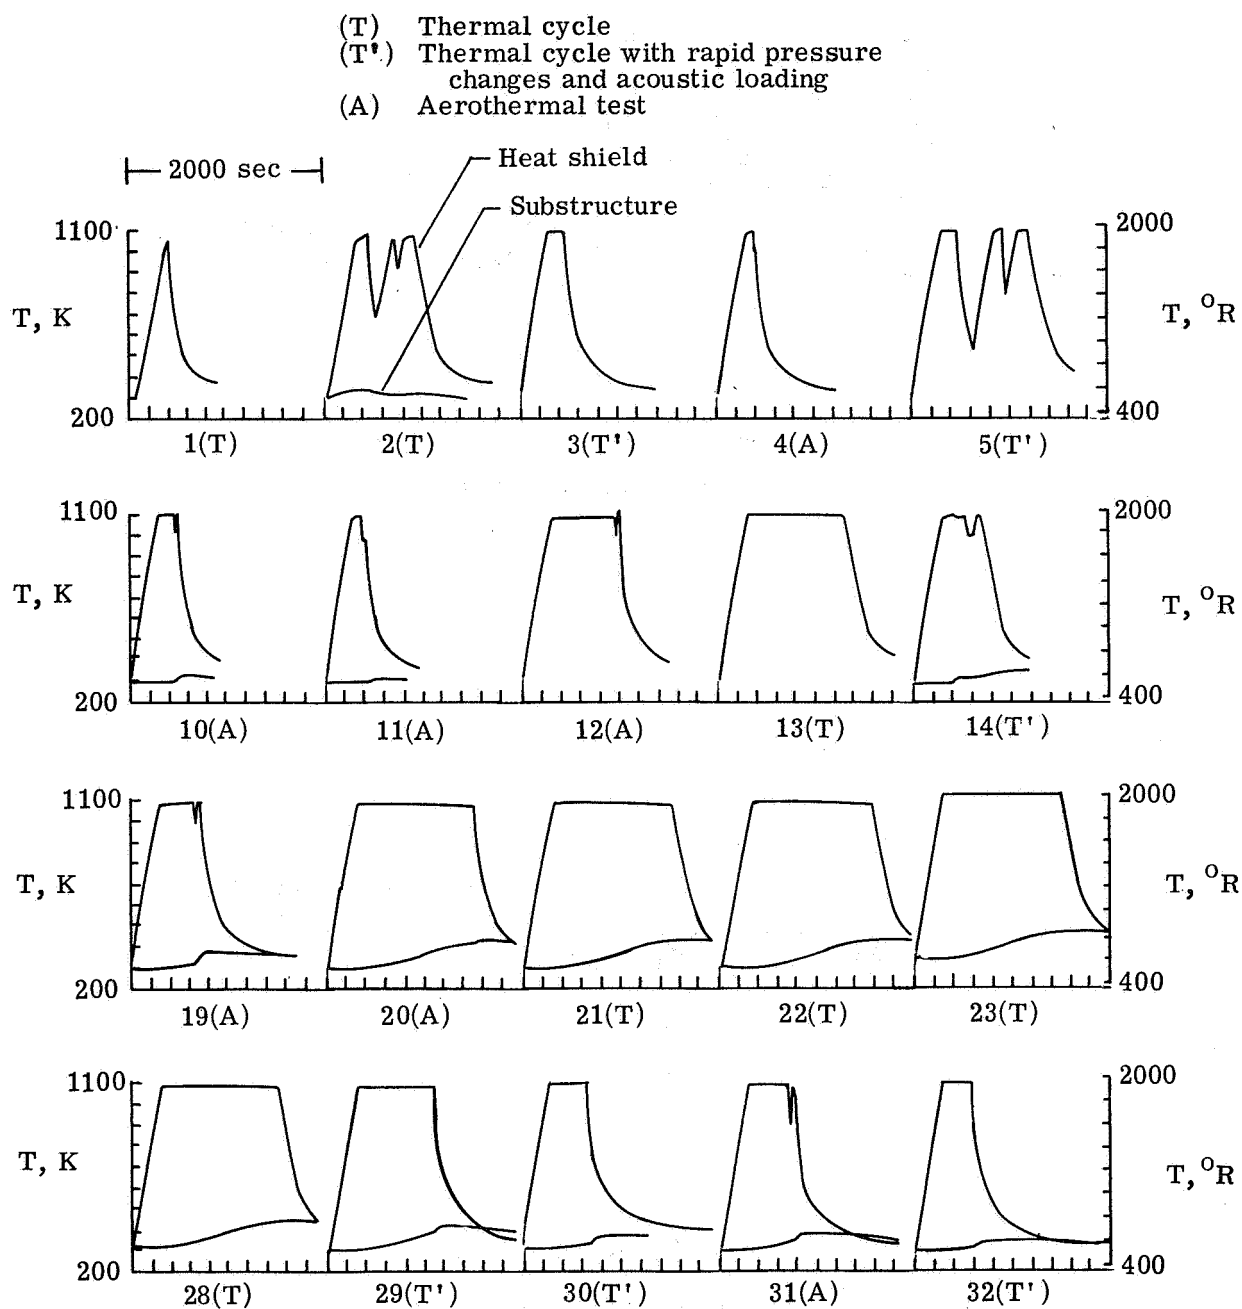 (T) Thermal cycle
(T') Thermal cycle with rapid pressure
changes and acoustic loading
(A) Aerothermal test
2000 sec
Heat shield
Substructure
1100
2000
T, K
T, °R
200
400
1(T) 2(T) 3(T') 4(A) 5(T')
1100
2000
T, K
T, °R
200
400
10(A) 11(A) 12(A) 13(T) 14(T')
1100
2000
T, K
T, °R
200
400
19(A) 20(A) 21(T) 22(T) 23(T)
1100
2000
T, K
T, °R
200
400
28(T) 29(T') 30(T') 31(A) 32(T')